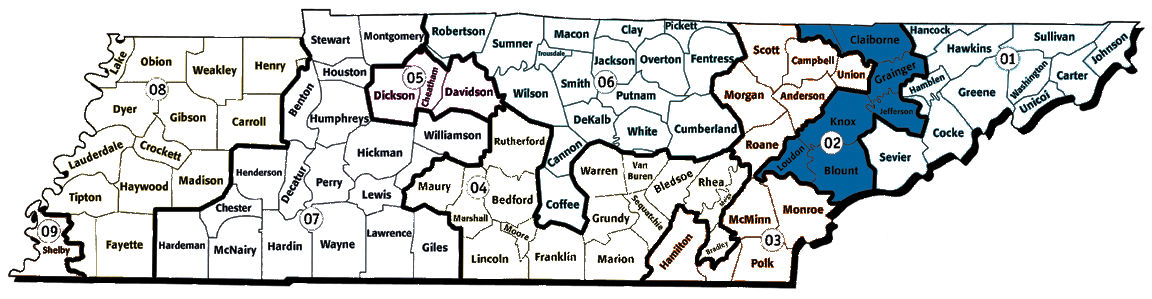 Lake
Obion
Weakley
Henry
08
Dyer
Gibson
Carroll
Lauderdale
Crockett
Haywood
Madison
Tipton
09
Shelby
Fayette
Stewart
Montgomery
Houston
Benton
Humphreys
Hickman
Henderson
Decatur
Perry
Lewis
Chester
07
Hardeman
McNairy
Hardin
Wayne
Lawrence
Giles
Williamson
05
Dickson
Cheatham
Davidson
Robertson
Sumner
Trousdale
Macon
Clay
Pickett
Jackson
Overton
Fentress
Smith
06
Putnam
Wilson
DeKalb
White
Cumberland
Cannon
Coffee
Rutherford
Maury
04
Bedford
Marshall
Moore
Lincoln
Franklin
Marion
Grundy
Warren
Van
Buren
Bledsoe
Sequatchie
Rhea
Meigs
Hamilton
Bradley
McMinn
Monroe
03
Polk
Scott
Campbell
Union
Morgan
Anderson
Roane
Claiborne
Grainger
Jefferson
Knox
02
Loudon
Blount
Sevier
Hancock
Hawkins
Sullivan
01
Johnson
Hamblen
Greene
Washington
Carter
Unicoi
Cocke